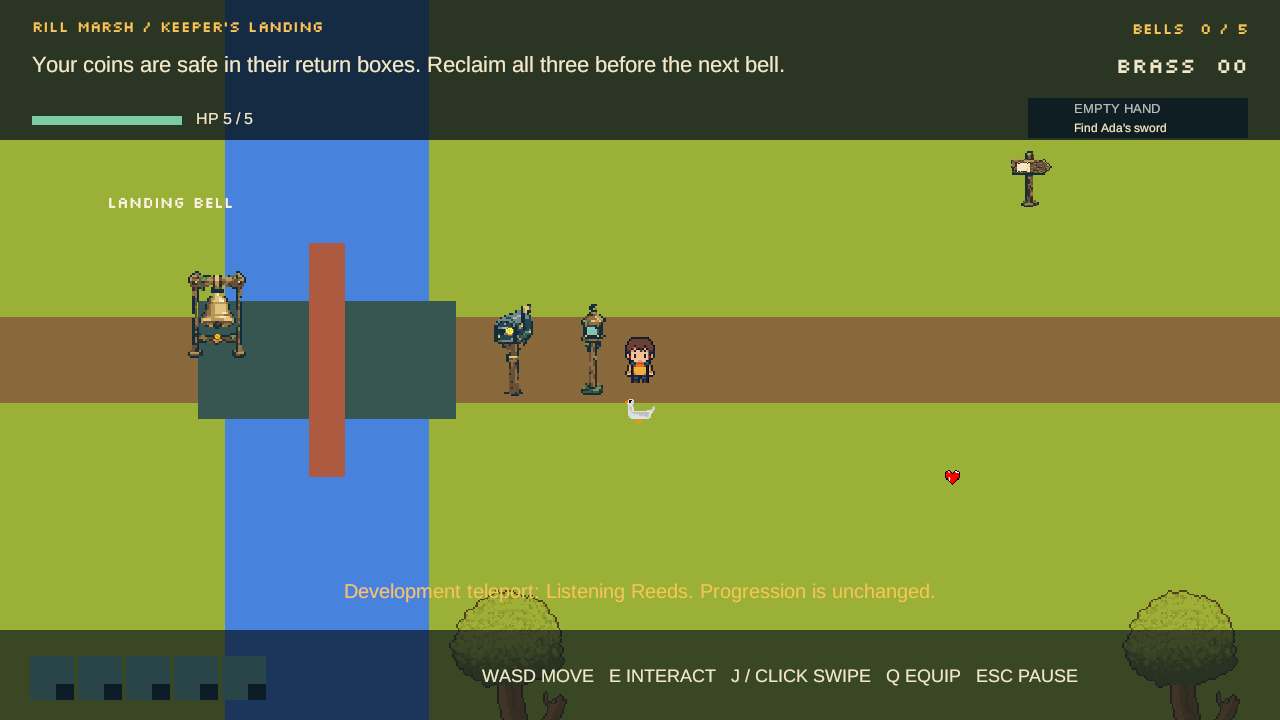 RILL MARSH / KEEPER'S LANDING
BELLS 0 / 5
Your coins are safe in their return boxes. Reclaim all three before the next bell.
BRASS 00
HP 5 / 5
EMPTY HAND
Find Ada's sword
LANDING BELL
Development teleport: Listening Reeds. Progression is unchanged.
WASD MOVE E INTERACT J / CLICK SWIPE Q EQUIP ESC PAUSE